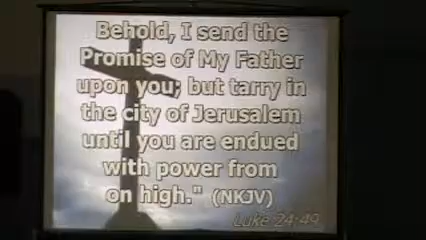 Behold, I send the
Promise of My Father
upon you; but tarry in
the city of Jerusalem
until you are endued
with power from
on high." (NKJV)
Luke 24:49